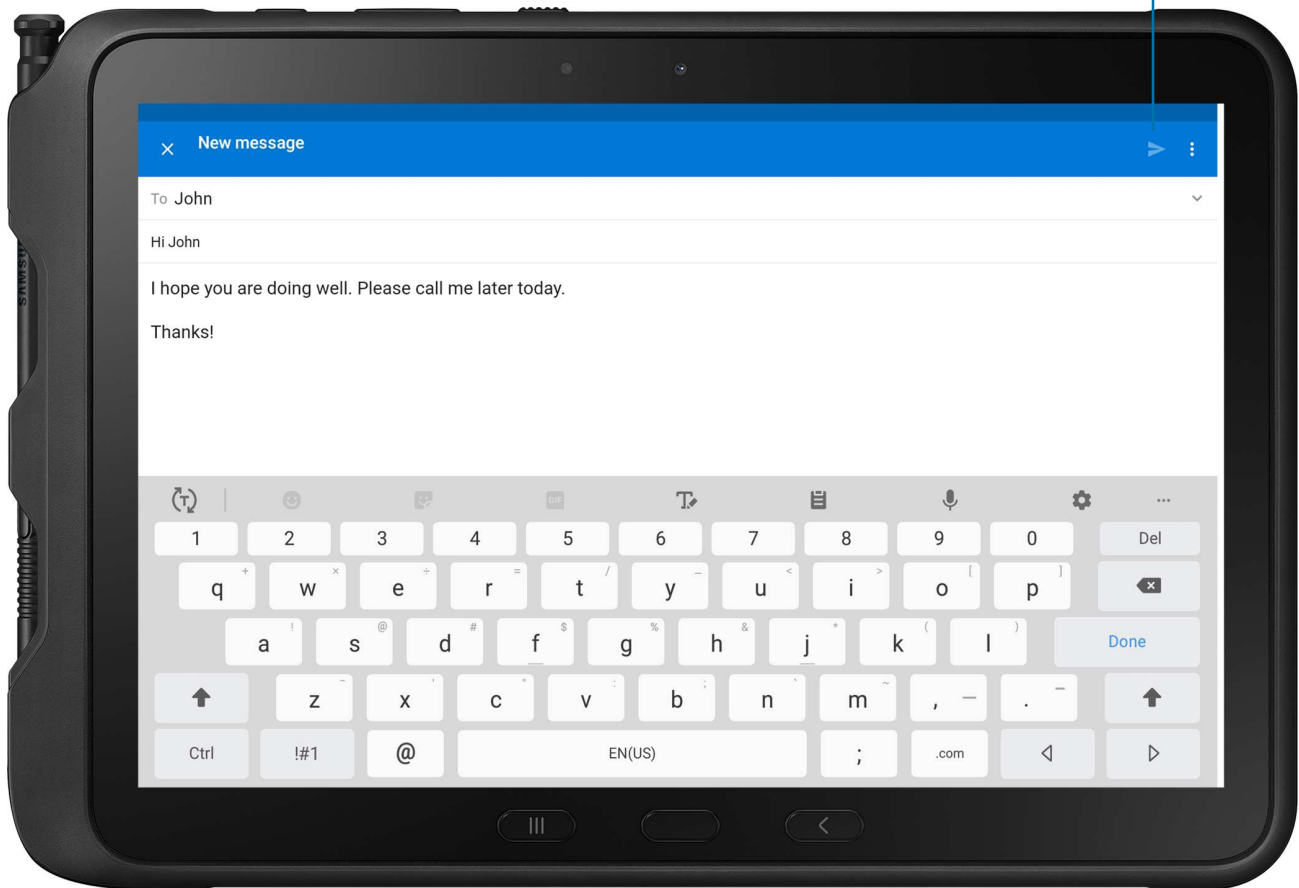 New message
To John
Hi John
I hope you are doing well. Please call me later today.
Thanks!
GIF
1 2 3 4 5 6 7 8 9 0 Del
q + w × e ÷ r = t / y _ u < i > o [ p ]
a ! s @ d # f $ g % h & j * k ( l ) Done
z - x ' c " v : b ; n ` m ~ , — . –
Ctrl !#1 @ EN(US) ; .com
SAMSUNG